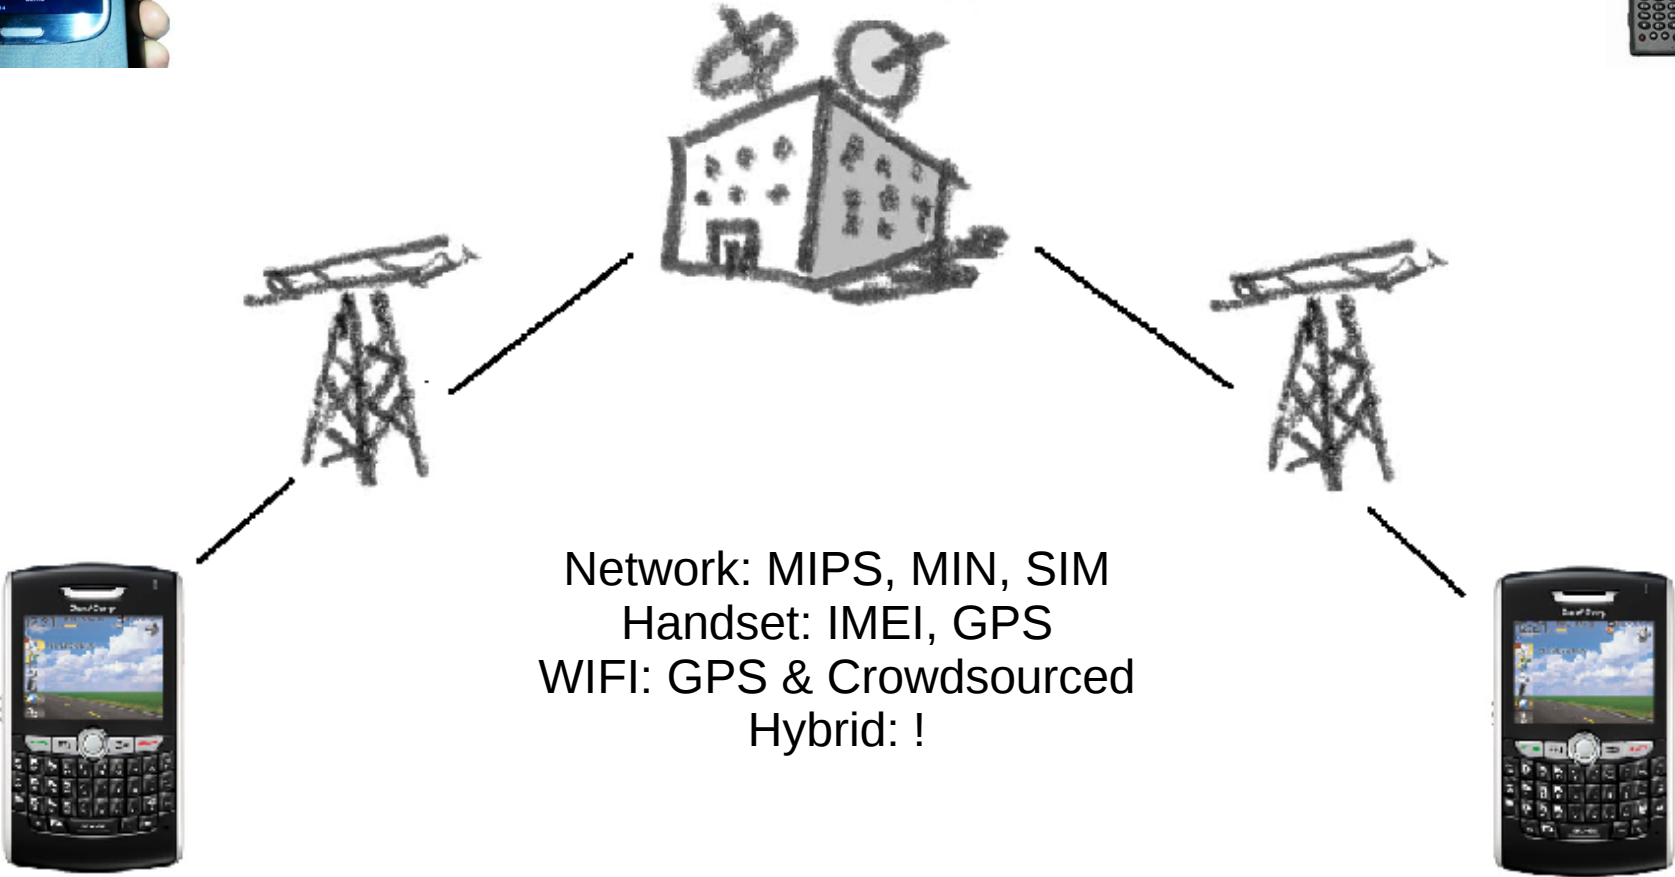 Network: MIPS, MIN, SIM
Handset: IMEI, GPS
WIFI: GPS & Crowdsourced
Hybrid: !